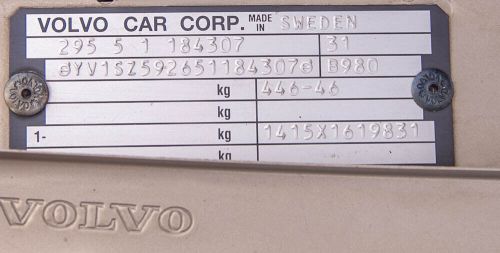 VOLVO CAR CORP. MADE IN SWEDEN
295 5 1 184307 31
YV1SZ592651184307 B980
kg 446-46
kg
1- kg 1415X1619831
kg
VOLVO